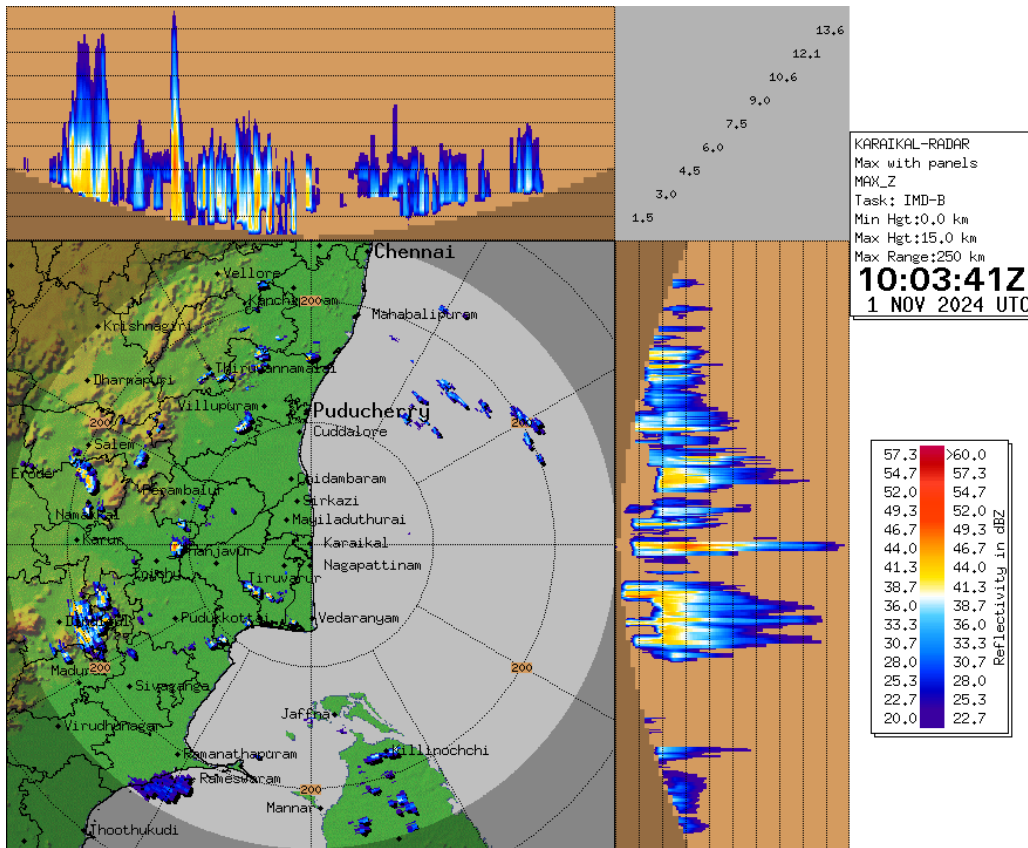 13.6
12.1
10.6
9.0
7.5
6.0
4.5
3.0
1.5
KARAIKAL-RADAR
Max with panels
MAX_Z
Task: IMD-B
Min Hgt:0.0 km
Max Hgt:15.0 km
Max Range:250 km
10:03:41Z
1 NOV 2024 UTC
Chennai
Vellore
200
Mahabalipuram
Krishnagiri
Thiruvannamalai
Dharmapuri
Villupuram
Puducherry
200
200
Cuddalore
Salem
Erode
Chidambaram
Perambalur
Sirkazi
Namakkal
Mayiladuthurai
Karur
Karaikal
Thanjavur
Nagapattinam
Tiruvarur
Pudukkottai
Vedaranyam
200
200
Sivaganga
Jaffna
Virudhunagar
Killinochchi
Ramanathapuram
Rameswaram
200
Mannar
Thoothukudi
57.3 >60.0
54.7 57.3
52.0 54.7
49.3 52.0
46.7 49.3
44.0 46.7
41.3 44.0
38.7 41.3
36.0 38.7
33.3 36.0
30.7 33.3
28.0 30.7
25.3 28.0
22.7 25.3
20.0 22.7
Reflectivity in dBZ